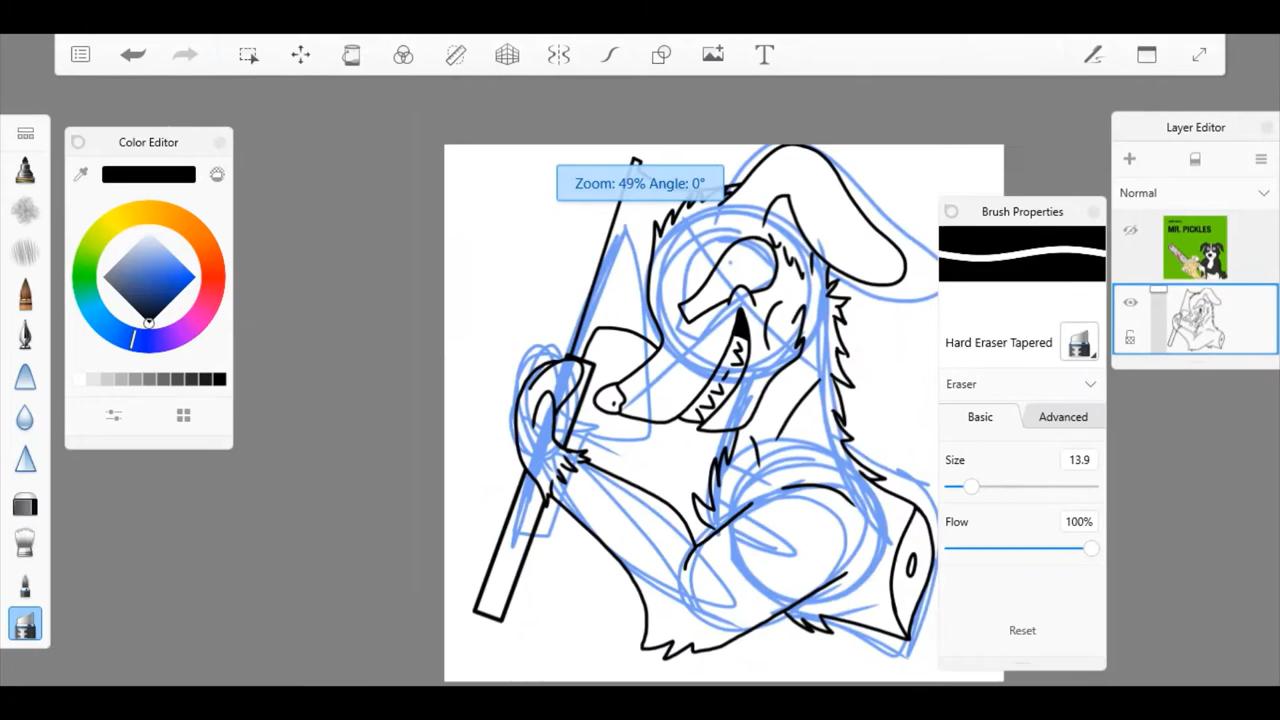 Color Editor
Zoom: 49% Angle: 0°
Layer Editor
Normal
MR. PICKLES
Brush Properties
Hard Eraser Tapered
Eraser
Basic
Advanced
Size
13.9
Flow
100%
Reset